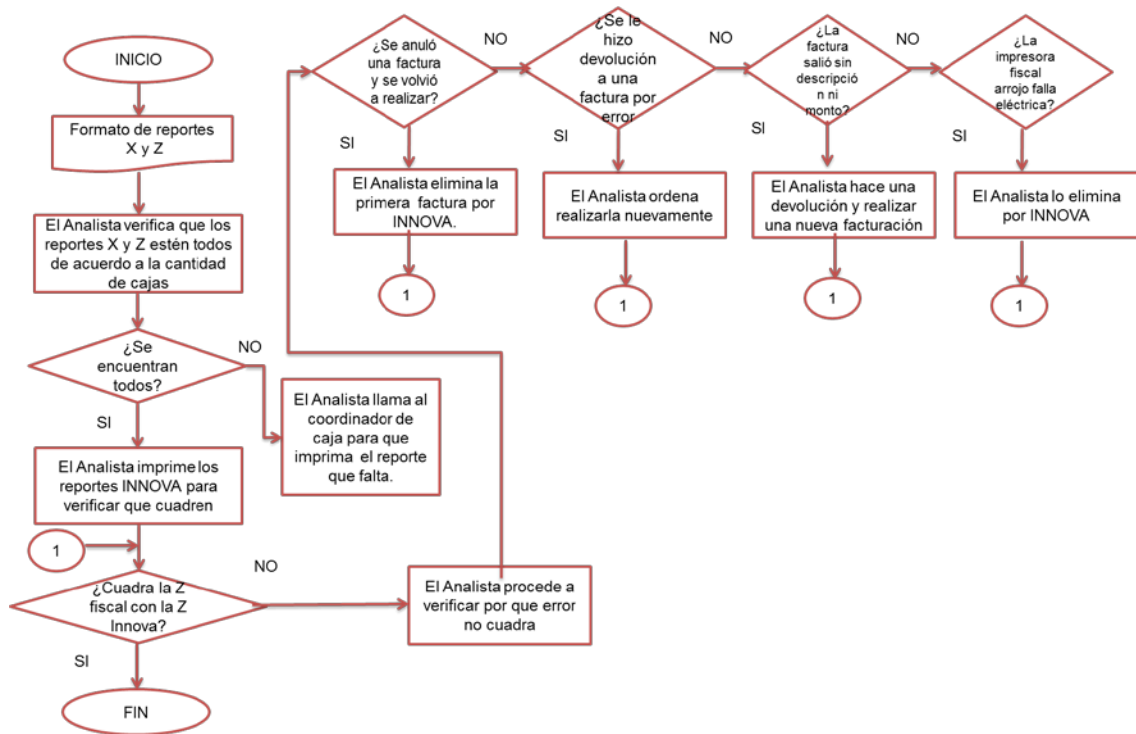 INICIO
Formato de reportes
X y Z
El Analista verifica que los
reportes X y Z estén todos
de acuerdo a la cantidad
de cajas
¿Se
encuentran
todos?
NO
SI
El Analista llama al
coordinador de
caja para que
imprima el reporte
que falta.
El Analista imprime los
reportes INNOVA para
verificar que cuadren
1
¿Cuadra la Z
fiscal con la Z
Innova?
NO
SI
FIN
El Analista procede a
verificar por que error
no cuadra
¿Se anuló
una factura
y se volvió
a realizar?
NO
SI
El Analista elimina la
primera factura por
INNOVA.
1
¿Se le
hizo
devolución
a una
factura por
error
NO
SI
El Analista ordena
realizarla nuevamente
1
¿La
factura
salió sin
descripció
n ni
monto?
NO
SI
El Analista hace una
devolución y realizar
una nueva facturación
1
¿La
impresora
fiscal
arrojo falla
eléctrica?
SI
El Analista lo elimina
por INNOVA
1